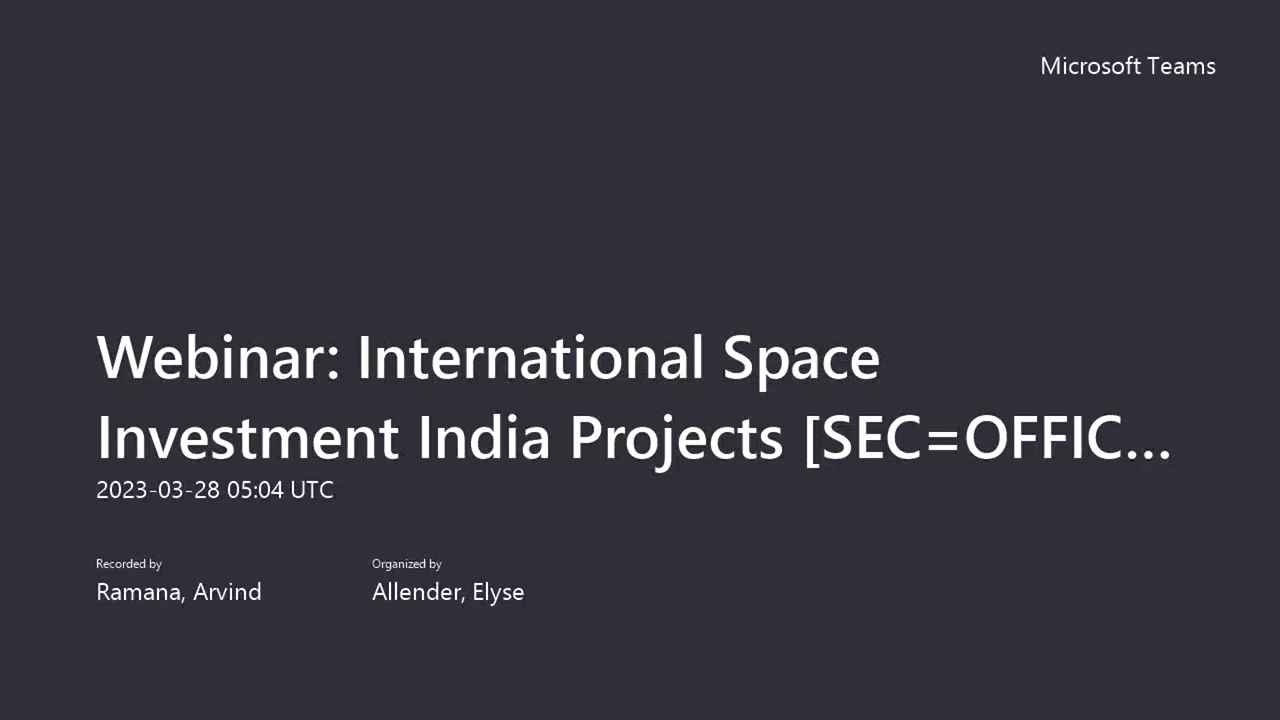 Microsoft Teams
Webinar: International Space
Investment India Projects [SEC=OFFIC...
2023-03-28 05:04 UTC
Recorded by
Organized by
Ramana, Arvind
Allender, Elyse